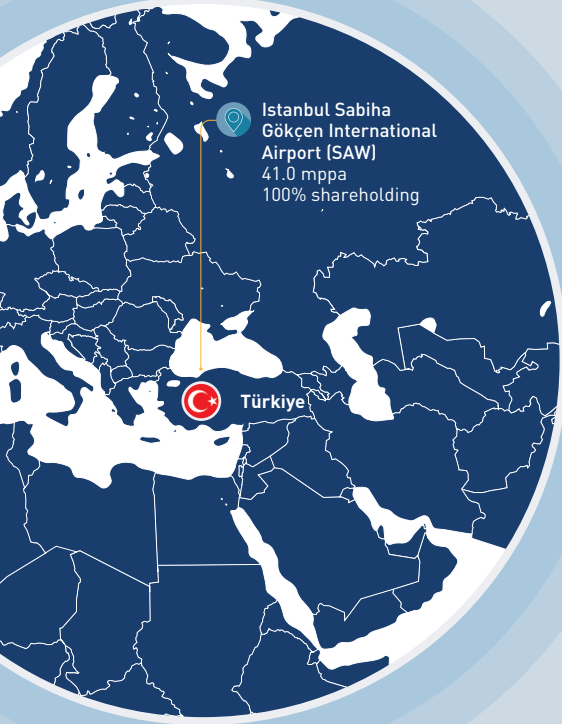 Istanbul Sabiha
Gökçen International
Airport (SAW)
41.0 mppa
100% shareholding
Türkiye